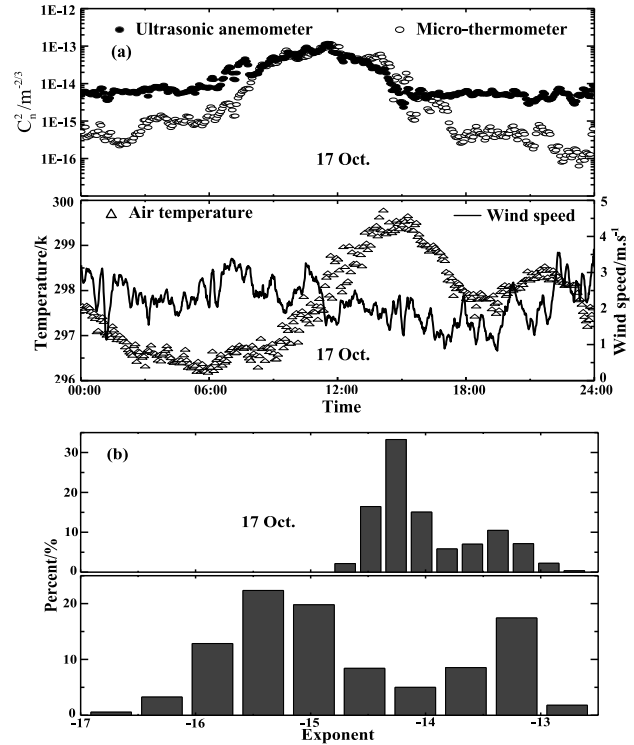 1E-12
Ultrasonic anemometer
Micro-thermometer
1E-13
(a)
1E-14
1E-15
1E-16
C_n^2/m^{-2/3}
17 Oct.
300
5
Air temperature
Wind speed
299
4
298
3
2
297
1
296
0
Temperature/k
Wind speed/m.s^{-1}
17 Oct.
00:00 06:00 12:00 18:00 24:00
Time
(b)
30
20
17 Oct.
10
0
Percent/%
20
10
0
-17 -16 -15 -14 -13
Exponent